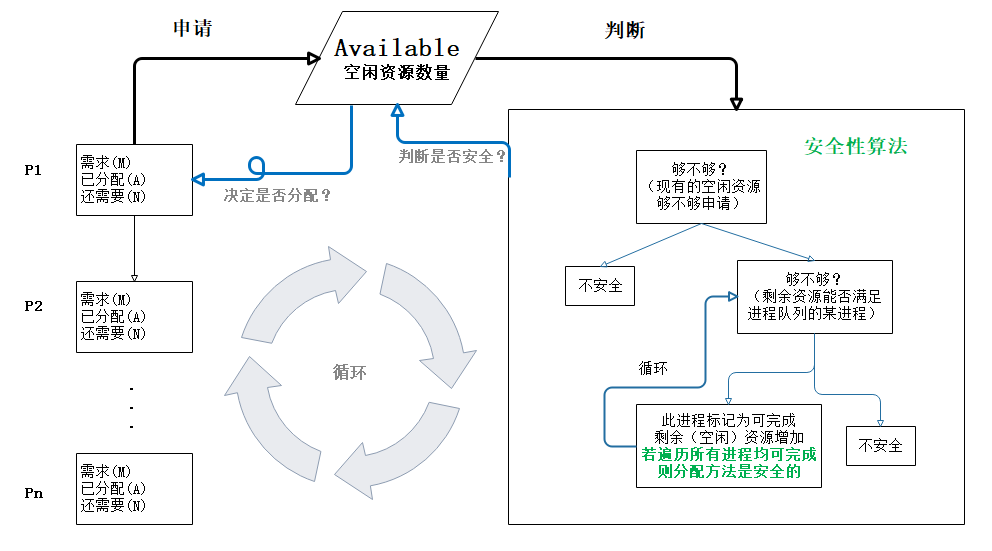 申请
判断
Available
空闲资源数量
安全性算法
判断是否安全？
决定是否分配？
P1
需求(M)
已分配(A)
还需要(N)
够不够？
（现有的空闲资源
够不够申请）
不安全
够不够？
（剩余资源能否满足
进程队列的某进程）
P2
需求(M)
已分配(A)
还需要(N)
循环
循环
此进程标记为可完成
剩余（空闲）资源增加
若遍历所有进程均可完成
则分配方法是安全的
不安全
Pn
需求(M)
已分配(A)
还需要(N)